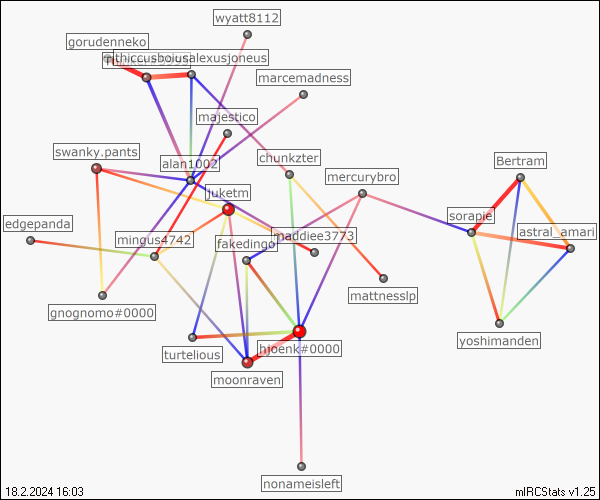 wyatt8112
gorudenneko
@thiccusboiusalexusjoneus
marcemadness
majestico
swanky.pants
alan1002
chunkzter
mercurybro
Bertram
juketm
sorapie
edgepanda
mingus4742
fakedingo
maddiee3773
astral_amari
mattnesslp
gnognomo#0000
turtelious
hjoenk#0000
yoshimanden
moonraven
nonameisleft
18.2.2024 16:03
mIRCStats v1.25